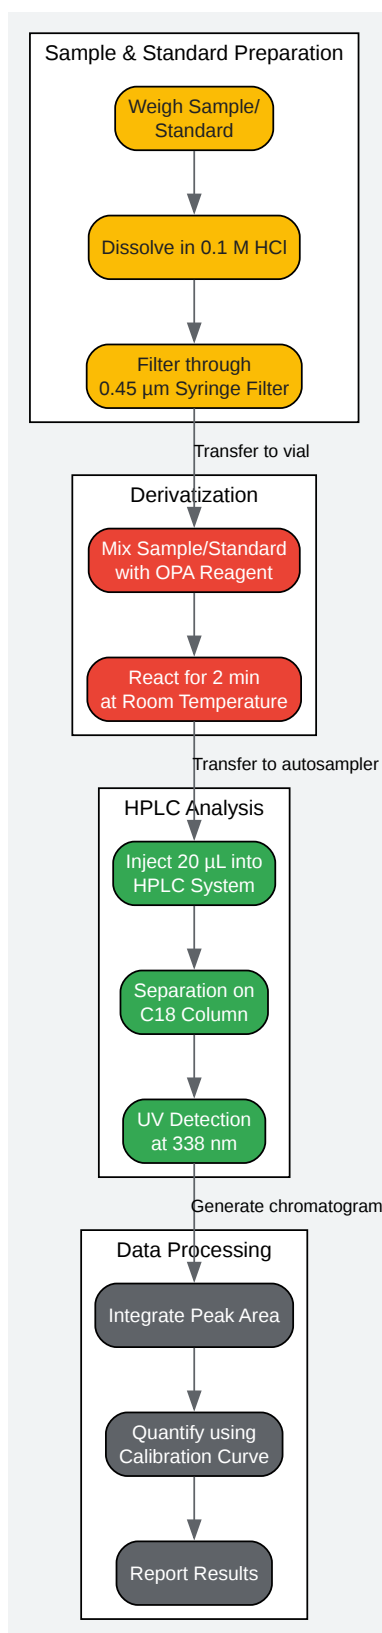 Sample & Standard Preparation
Weigh Sample/
Standard
Dissolve in 0.1 M HCl
Filter through
0.45 µm Syringe Filter
Transfer to vial
Derivatization
Mix Sample/Standard
with OPA Reagent
React for 2 min
at Room Temperature
Transfer to autosampler
HPLC Analysis
Inject 20 µL into
HPLC System
Separation on
C18 Column
UV Detection
at 338 nm
Generate chromatogram
Data Processing
Integrate Peak Area
Quantify using
Calibration Curve
Report Results